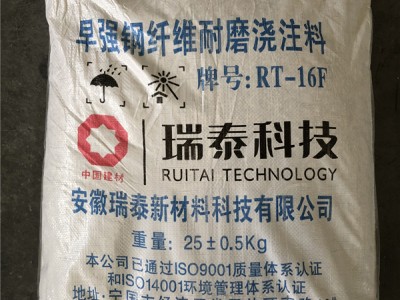 早强钢纤维耐磨浇注料
牌号:RT-16F
中国建材
瑞泰科技
RUITAI TECHNOLOGY
安徽瑞泰新材料科技有限公司
重量: 25±0.5Kg
本公司已通过ISO9001质量体系认证
和ISO14001环境管理体系认证